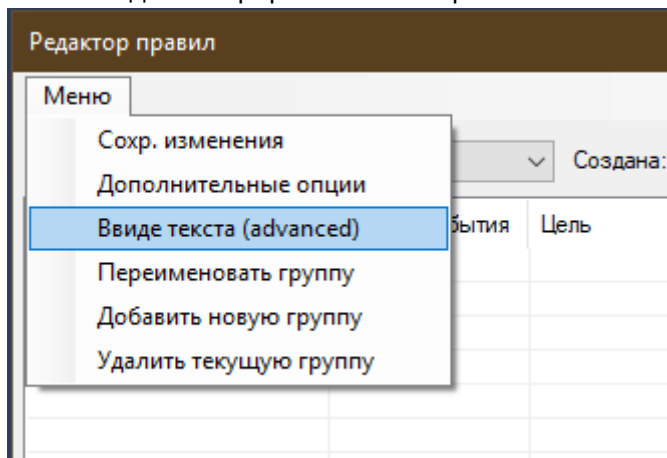 Редактор правил
Меню
Сохр. изменения
Создана:
Дополнительные опции
Ввиде текста (advanced)
бытия
Цель
Переименовать группу
Добавить новую группу
Удалить текущую группу